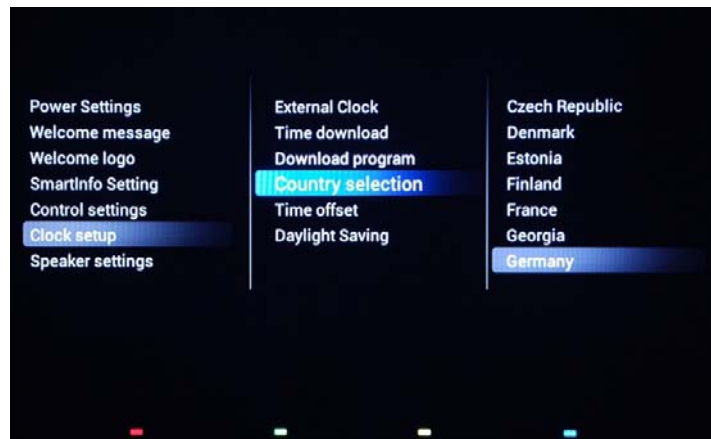 Power Settings
Welcome message
Welcome logo
SmartInfo Setting
Control settings
Clock setup
Speaker settings
External Clock
Time download
Download program
Country selection
Time offset
Daylight Saving
Czech Republic
Denmark
Estonia
Finland
France
Georgia
Germany